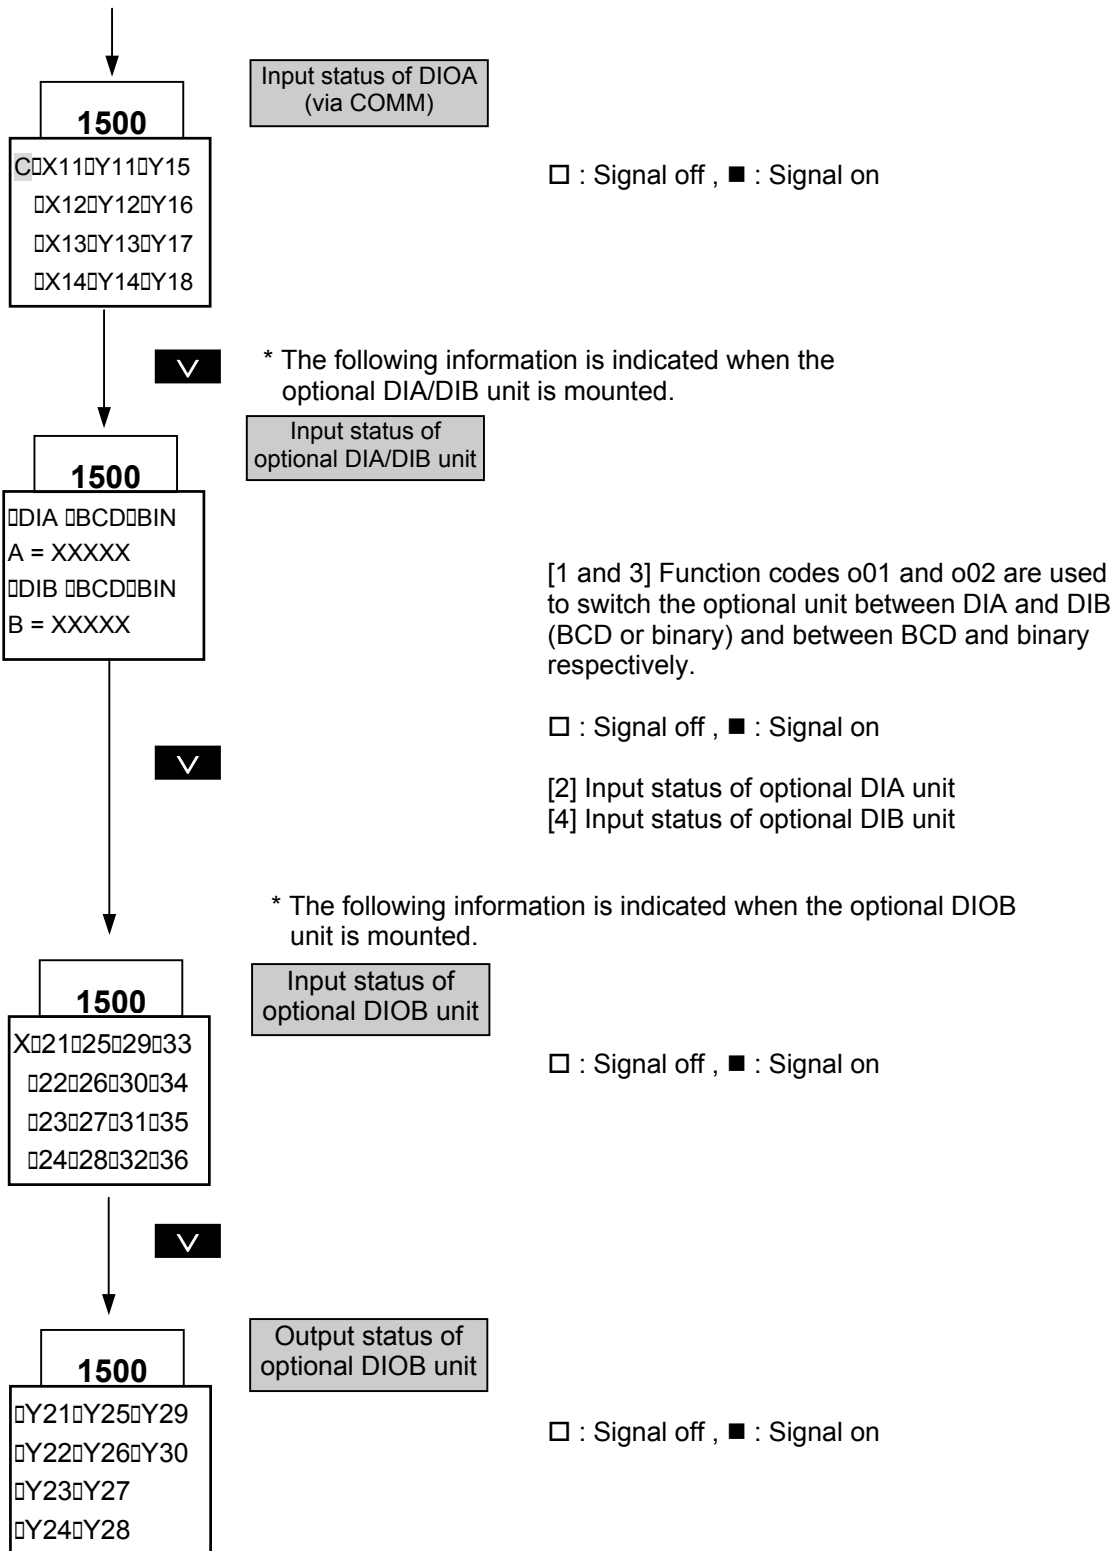 Input status of DIOA
(via COMM)
1500
C▯X11▯Y11▯Y15
▯X12▯Y12▯Y16
▯X13▯Y13▯Y17
▯X14▯Y14▯Y18
□ : Signal off , ■ : Signal on
∨
* The following information is indicated when the
optional DIA/DIB unit is mounted.
Input status of
optional DIA/DIB unit
1500
▯DIA ▯BCD▯BIN
A = XXXXX
▯DIB ▯BCD▯BIN
B = XXXXX
[1 and 3] Function codes o01 and o02 are used
to switch the optional unit between DIA and DIB
(BCD or binary) and between BCD and binary
respectively.
□ : Signal off , ■ : Signal on
∨
[2] Input status of optional DIA unit
[4] Input status of optional DIB unit
* The following information is indicated when the optional DIOB
unit is mounted.
Input status of
optional DIOB unit
1500
X▯21▯25▯29▯33
▯22▯26▯30▯34
▯23▯27▯31▯35
▯24▯28▯32▯36
□ : Signal off , ■ : Signal on
∨
Output status of
optional DIOB unit
1500
▯Y21▯Y25▯Y29
▯Y22▯Y26▯Y30
▯Y23▯Y27
▯Y24▯Y28
□ : Signal off , ■ : Signal on